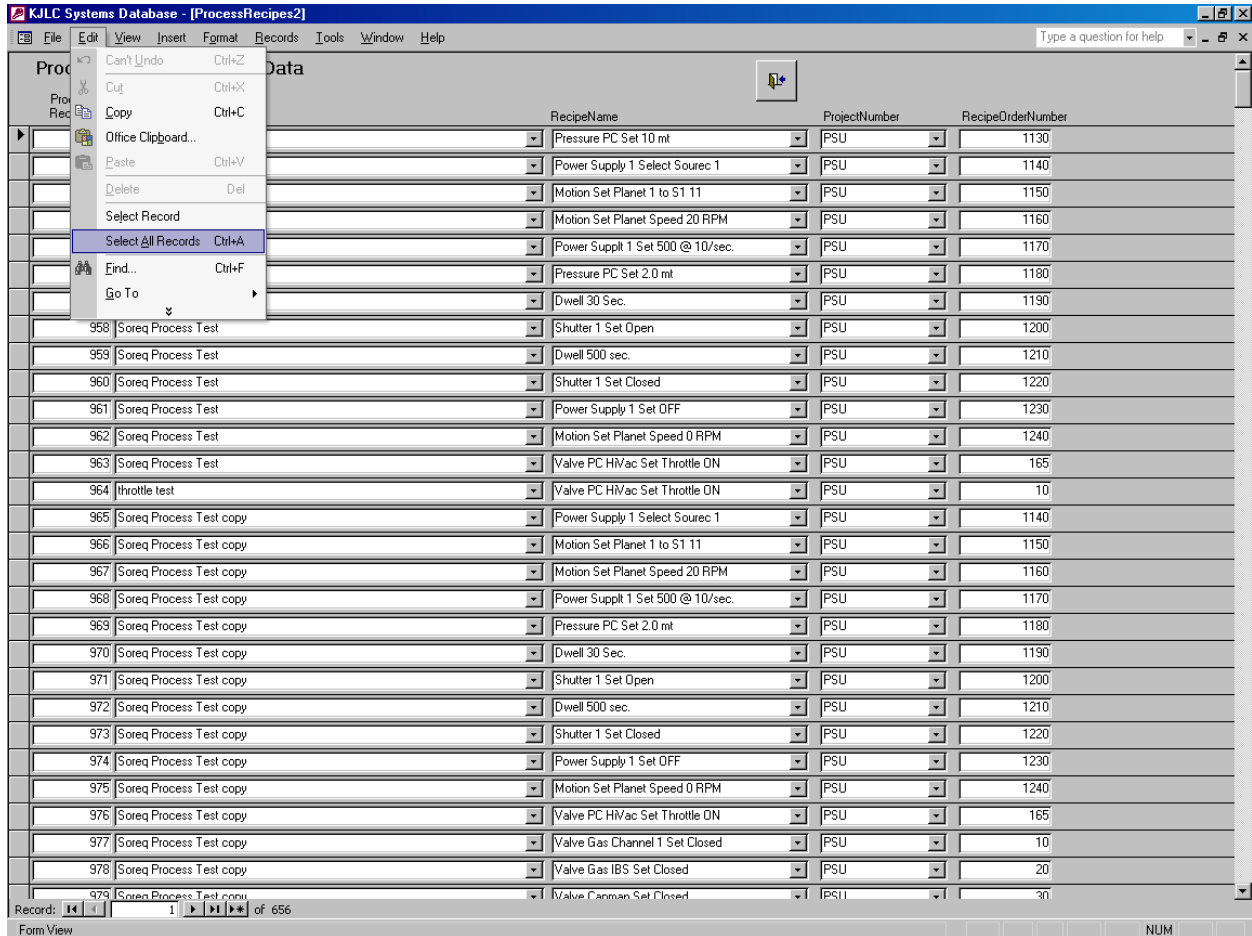 KJLC Systems Database - [ProcessRecipes2]
File Edit View Insert Format Records Tools Window Help Type a question for help
Can't Undo Ctrl+Z
Cut Ctrl+X
Copy Ctrl+C
Office Clipboard...
Paste Ctrl+V
Delete Del
Select Record
Select All Records Ctrl+A
Find... Ctrl+F
Go To
Data
RecipeName ProjectNumber RecipeOrderNumber
Pressure PC Set 10 mt PSU 1130
Power Supply 1 Select Sourec 1 PSU 1140
Motion Set Planet 1 to S1 11 PSU 1150
Motion Set Planet Speed 20 RPM PSU 1160
Power Supplt 1 Set 500 @ 10/sec. PSU 1170
Pressure PC Set 2.0 mt PSU 1180
Dwell 30 Sec. PSU 1190
958 Soreq Process Test Shutter 1 Set Open PSU 1200
959 Soreq Process Test Dwell 500 sec. PSU 1210
960 Soreq Process Test Shutter 1 Set Closed PSU 1220
961 Soreq Process Test Power Supply 1 Set OFF PSU 1230
962 Soreq Process Test Motion Set Planet Speed 0 RPM PSU 1240
963 Soreq Process Test Valve PC HiVac Set Throttle ON PSU 165
964 throttle test Valve PC HiVac Set Throttle ON PSU 10
965 Soreq Process Test copy Power Supply 1 Select Sourec 1 PSU 1140
966 Soreq Process Test copy Motion Set Planet 1 to S1 11 PSU 1150
967 Soreq Process Test copy Motion Set Planet Speed 20 RPM PSU 1160
968 Soreq Process Test copy Power Supplt 1 Set 500 @ 10/sec. PSU 1170
969 Soreq Process Test copy Pressure PC Set 2.0 mt PSU 1180
970 Soreq Process Test copy Dwell 30 Sec. PSU 1190
971 Soreq Process Test copy Shutter 1 Set Open PSU 1200
972 Soreq Process Test copy Dwell 500 sec. PSU 1210
973 Soreq Process Test copy Shutter 1 Set Closed PSU 1220
974 Soreq Process Test copy Power Supply 1 Set OFF PSU 1230
975 Soreq Process Test copy Motion Set Planet Speed 0 RPM PSU 1240
976 Soreq Process Test copy Valve PC HiVac Set Throttle ON PSU 165
977 Soreq Process Test copy Valve Gas Channel 1 Set Closed PSU 10
978 Soreq Process Test copy Valve Gas IBS Set Closed PSU 20
979 Soreq Process Test copy Valve Capman Set Closed PSU 30
Record: 1 of 656
Form View NUM